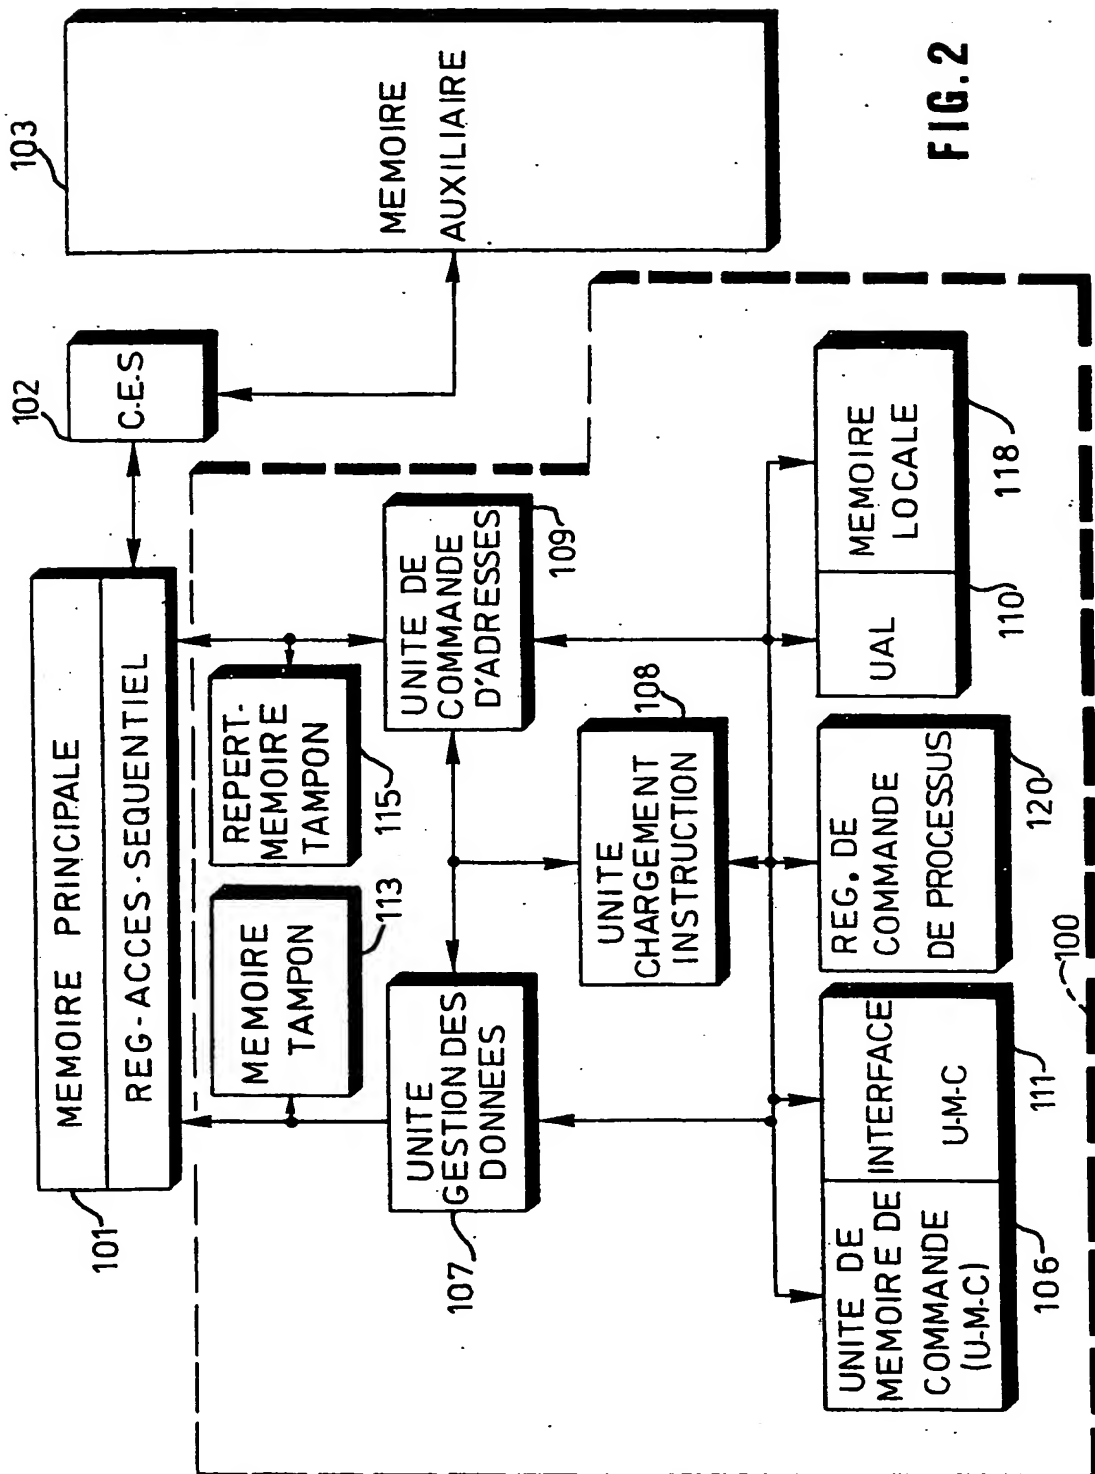 101
MEMOIRE PRINCIPALE
REG-ACCES-SEQUENTIEL
102
C.E.S
103
MEMOIRE
AUXILIAIRE
MEMOIRE
TAMPON
113
REPERT-
MEMOIRE
TAMPON
115
107
UNITE
GESTION DES
DONNEES
UNITE DE
COMMANDE
D'ADRESSES
109
UNITE
CHARGEMENT
INSTRUCTION
108
UNITE DE
MEMOIRE DE
COMMANDE
(U-M-C)
106
INTERFACE
U-M-C
111
REG. DE
COMMANDE
DE PROCESSUS
120
UAL
110
MEMOIRE
LOCALE
118
100
FIG.2